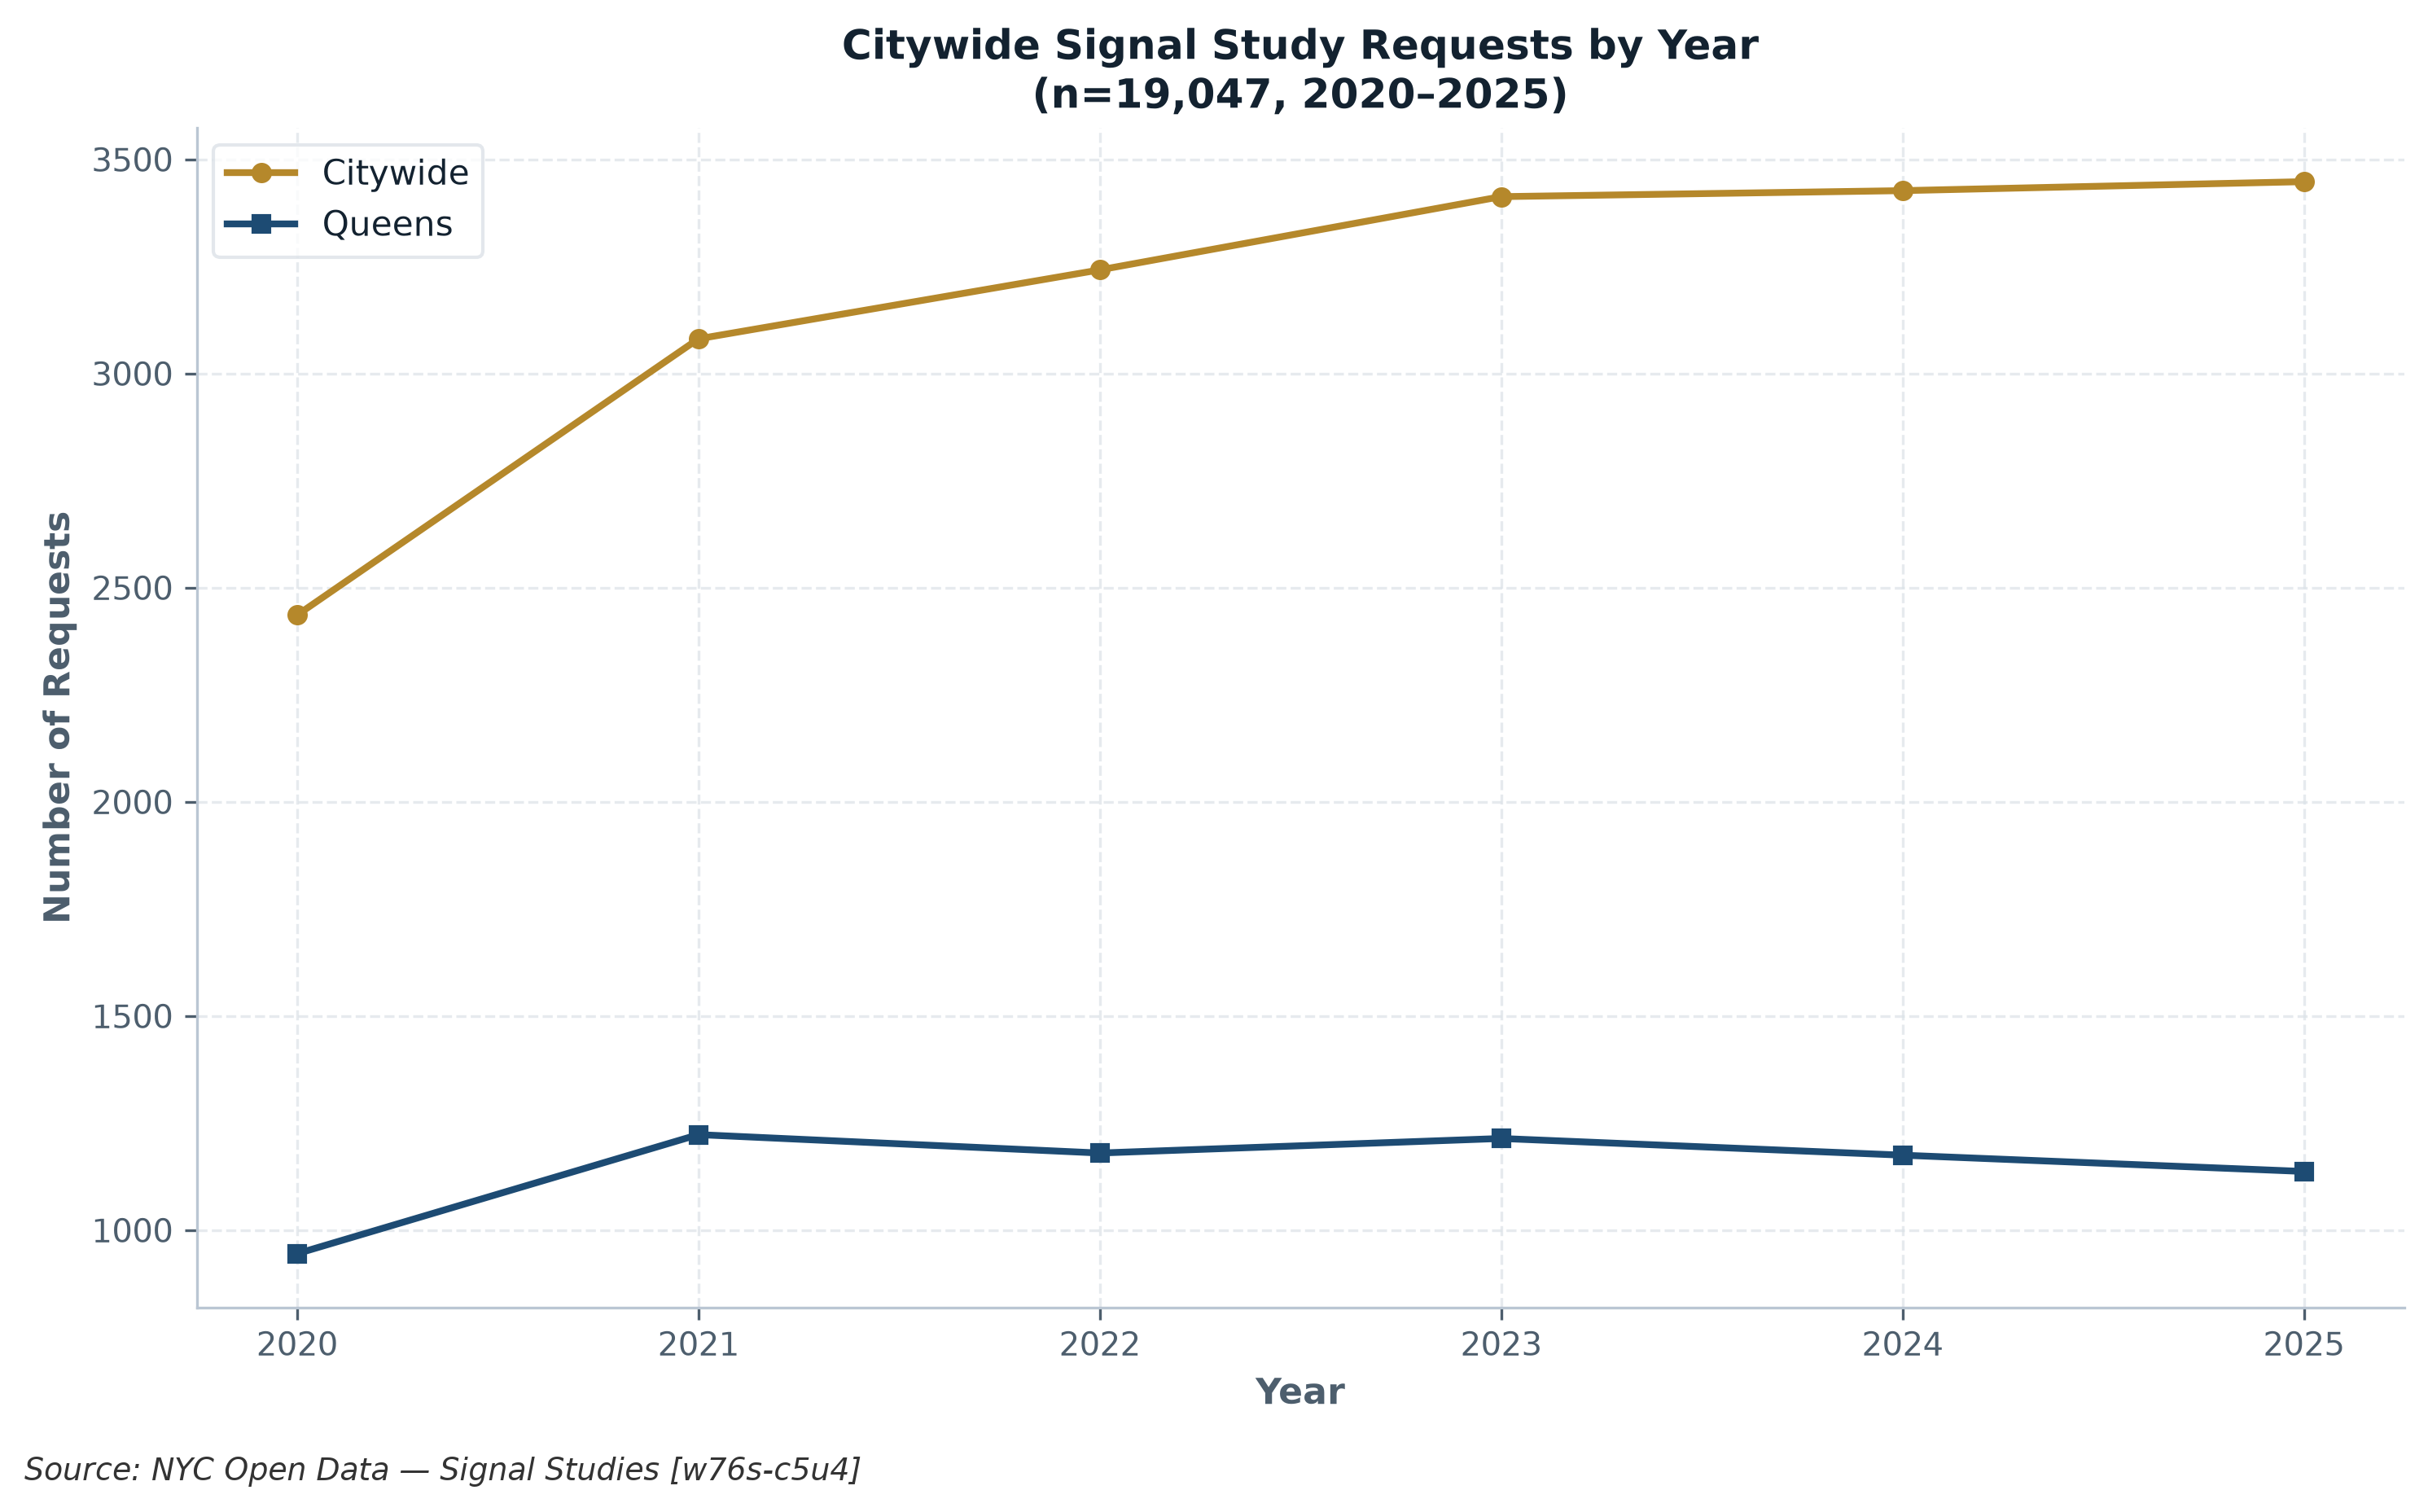 Citywide Signal Study Requests by Year
(n=19,047, 2020–2025)
Citywide
Queens
Number of Requests
3500
3000
2500
2000
1500
1000
2020 2021 2022 2023 2024 2025
Year
Source: NYC Open Data — Signal Studies [w76s-c5u4]